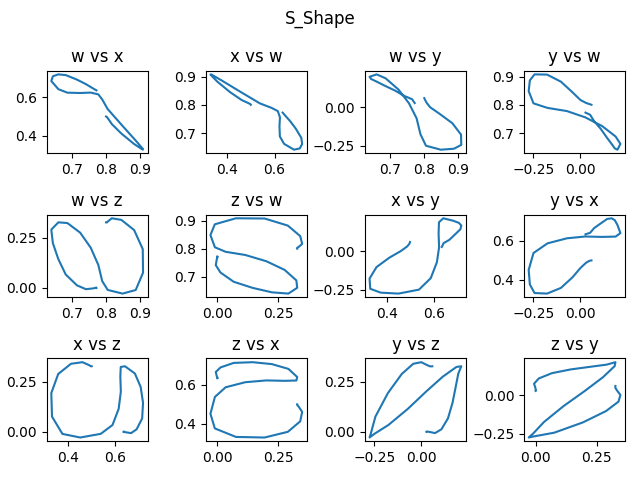 S_Shape
w vs x
x vs w
w vs y
y vs w
0.6
0.4
0.7 0.8 0.9
0.9
0.8
0.7
0.4 0.6
0.00
−0.25
0.7 0.8 0.9
0.9
0.8
0.7
−0.25 0.00
w vs z
z vs w
x vs y
y vs x
0.25
0.00
0.7 0.8 0.9
0.9
0.8
0.7
0.00 0.25
0.00
−0.25
0.4 0.6
0.6
0.4
−0.25 0.00
x vs z
z vs x
y vs z
z vs y
0.25
0.00
0.4 0.6
0.6
0.4
0.00 0.25
0.25
0.00
−0.25 0.00
0.00
−0.25
0.00 0.25